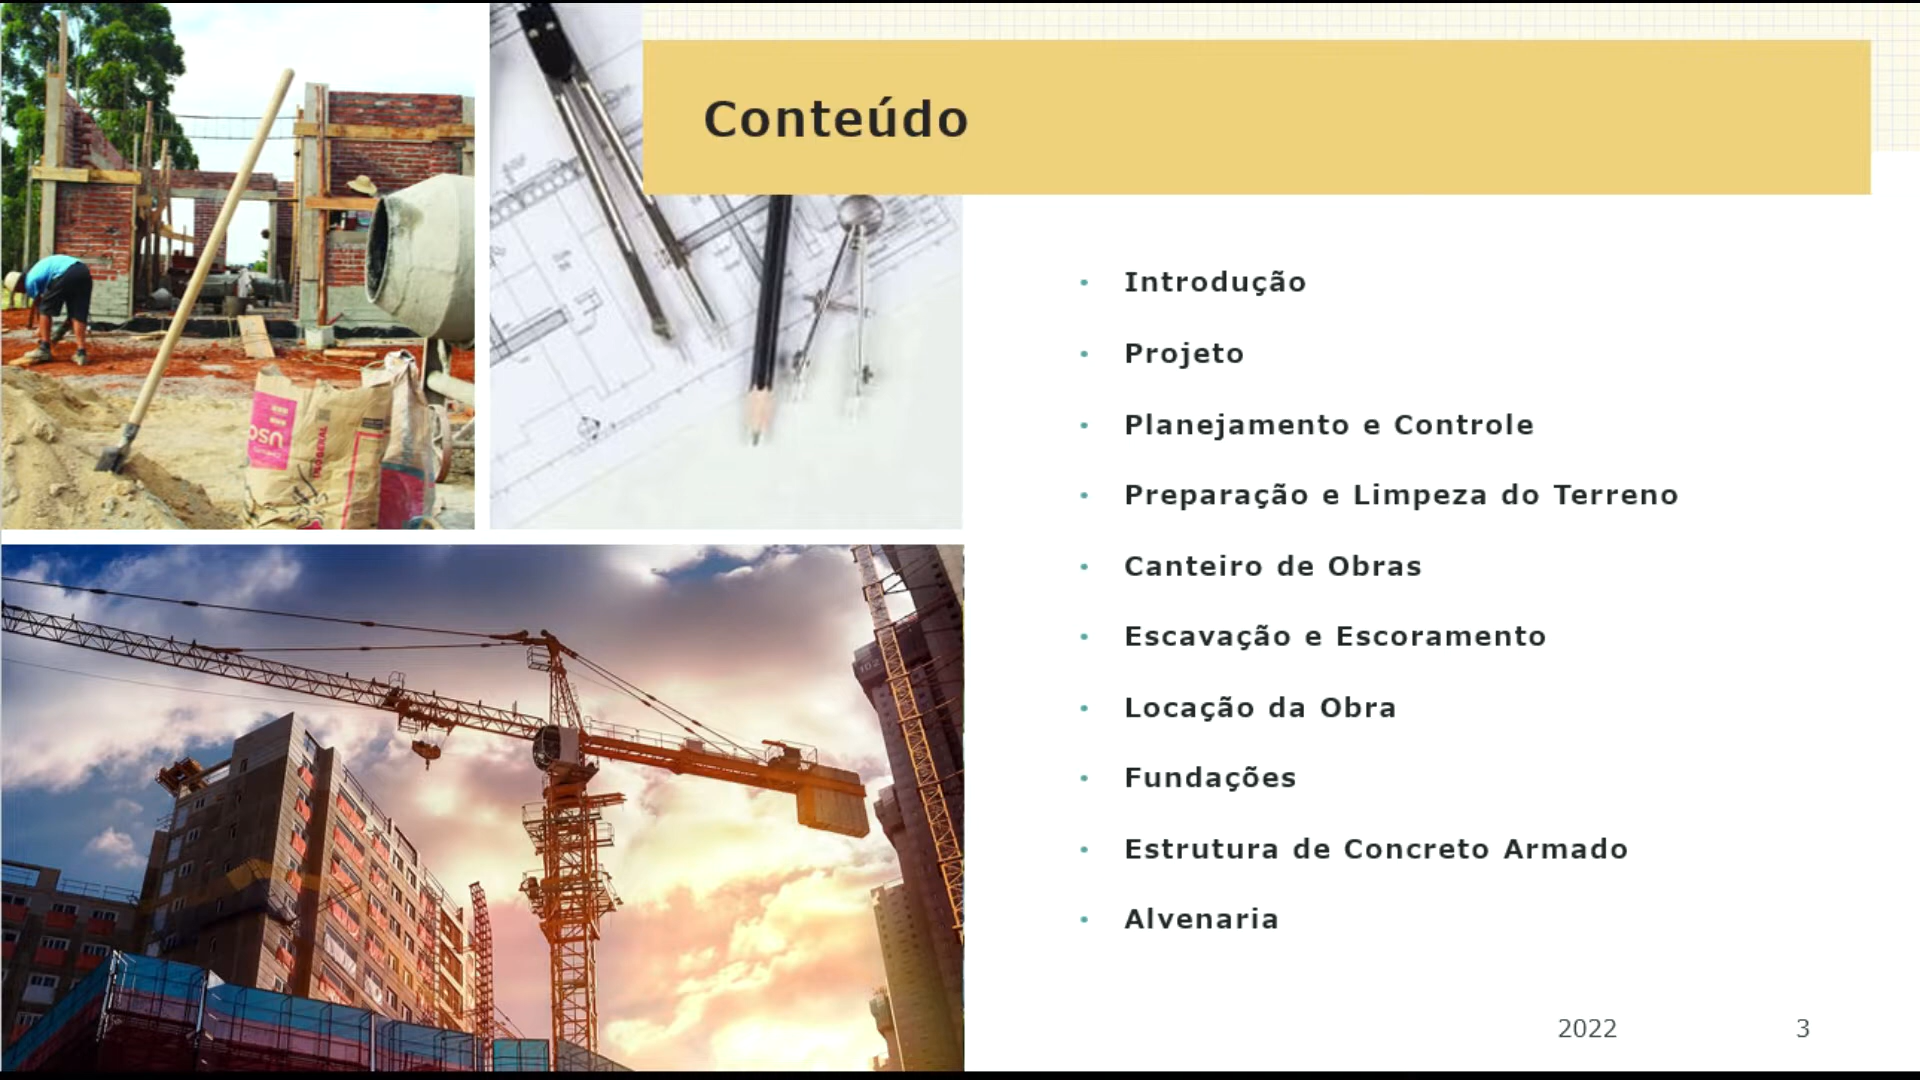 Conteúdo
Introdução
Projeto
Planejamento e Controle
Preparação e Limpeza do Terreno
Canteiro de Obras
Escavação e Escoramento
Locação da Obra
Fundações
Estrutura de Concreto Armado
Alvenaria
2022
3